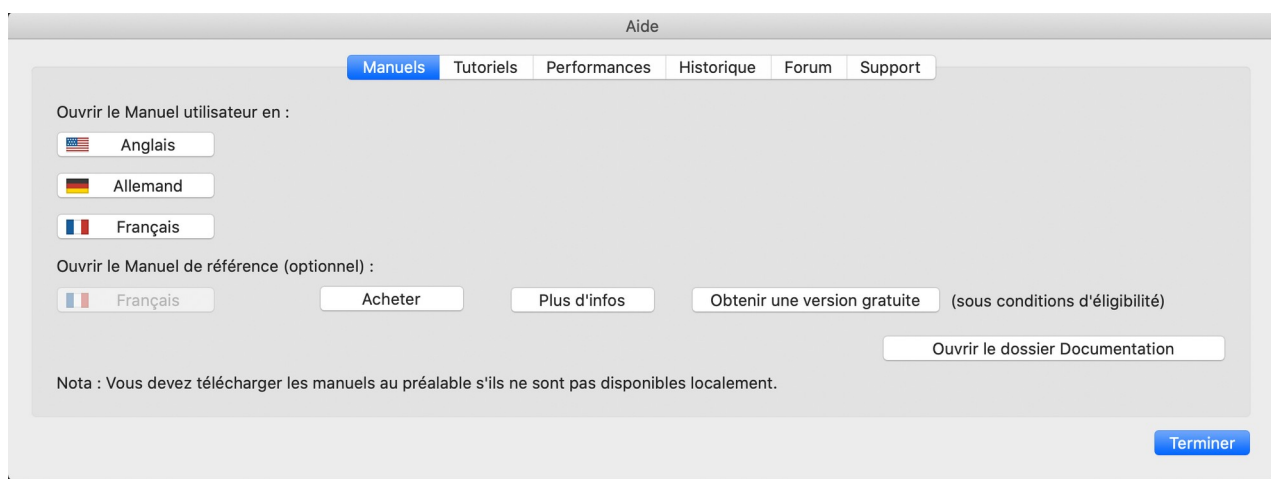 Aide
Manuels Tutoriels Performances Historique Forum Support
Ouvrir le Manuel utilisateur en :
Anglais
Allemand
Français
Ouvrir le Manuel de référence (optionnel) :
Français Acheter Plus d'infos Obtenir une version gratuite (sous conditions d'éligibilité)
Ouvrir le dossier Documentation
Nota : Vous devez télécharger les manuels au préalable s'ils ne sont pas disponibles localement.
Terminer